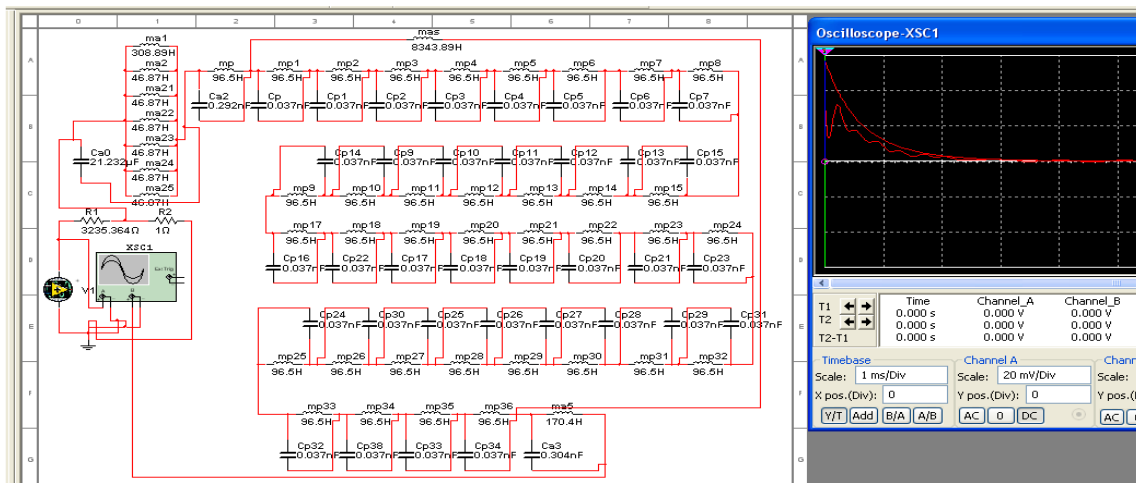 Oscilloscope-XSC1
0 1 2 3 4 5 6 7 8
A A
B B
C C
D D
E E
F F
G G
ma1
308.89H
ma2
46.87H
ma21
46.87H
ma22
46.87H
ma23
46.87H
ma24
46.87H
ma25
46.87H
Ca0
21.232µF
R1 R2
3235.364Ω 1Ω
XSC1
Ext Trig
A B
V1
mas
8343.89H
mp mp1 mp2 mp3 mp4 mp5 mp6 mp7 mp8
96.5H 96.5H 96.5H 96.5H 96.5H 96.5H 96.5H 96.5H 96.5H
Ca2 Cp Cp1 Cp2 Cp3 Cp4 Cp5 Cp6 Cp7
0.292nF 0.037nF 0.037nF 0.037nF 0.037nF 0.037nF 0.037nF 0.037nF 0.037nF
Cp14 Cp9 Cp10 Cp11 Cp12 Cp13 Cp15
0.037nF 0.037nF 0.037nF 0.037nF 0.037nF 0.037nF 0.037nF
mp9 mp10 mp11 mp12 mp13 mp14 mp15
96.5H 96.5H 96.5H 96.5H 96.5H 96.5H 96.5H
mp17 mp18 mp19 mp20 mp21 mp22 mp23 mp24
96.5H 96.5H 96.5H 96.5H 96.5H 96.5H 96.5H 96.5H
Cp16 Cp22 Cp17 Cp18 Cp19 Cp20 Cp21 Cp23
0.037nF 0.037nF 0.037nF 0.037nF 0.037nF 0.037nF 0.037nF 0.037nF
Cp24 Cp30 Cp25 Cp26 Cp27 Cp28 Cp29 Cp31
0.037nF 0.037nF 0.037nF 0.037nF 0.037nF 0.037nF 0.037nF 0.037nF
mp25 mp26 mp27 mp28 mp29 mp30 mp31 mp32
96.5H 96.5H 96.5H 96.5H 96.5H 96.5H 96.5H 96.5H
mp33 mp34 mp35 mp36 ma5
96.5H 96.5H 96.5H 96.5H 170.4H
Cp32 Cp38 Cp33 Cp34 Ca3
0.037nF 0.037nF 0.037nF 0.037nF 0.304nF
Time Channel_A Channel_B
T1 0.000 s 0.000 V 0.000 V
T2 0.000 s 0.000 V 0.000 V
T2-T1 0.000 s 0.000 V 0.000 V
Timebase Channel A Chann
Scale: 1 ms/Div Scale: 20 mV/Div Scale:
X pos.(Div): 0 Y pos.(Div): 0 Y pos.(D
Y/T Add B/A A/B AC 0 DC AC